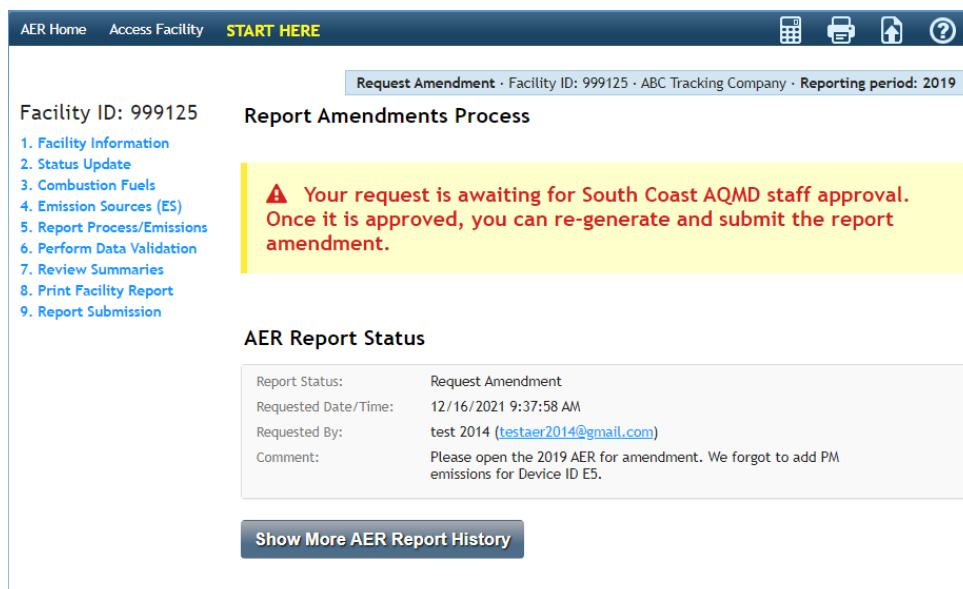 AER Home Access Facility START HERE
Request Amendment · Facility ID: 999125 · ABC Tracking Company · Reporting period: 2019
Facility ID: 999125
1. Facility Information
2. Status Update
3. Combustion Fuels
4. Emission Sources (ES)
5. Report Process/Emissions
6. Perform Data Validation
7. Review Summaries
8. Print Facility Report
9. Report Submission
Report Amendments Process
Your request is awaiting for South Coast AQMD staff approval.
Once it is approved, you can re-generate and submit the report
amendment.
AER Report Status
Report Status: Request Amendment
Requested Date/Time: 12/16/2021 9:37:58 AM
Requested By: test 2014 (testaer2014@gmail.com)
Comment: Please open the 2019 AER for amendment. We forgot to add PM
emissions for Device ID E5.
Show More AER Report History